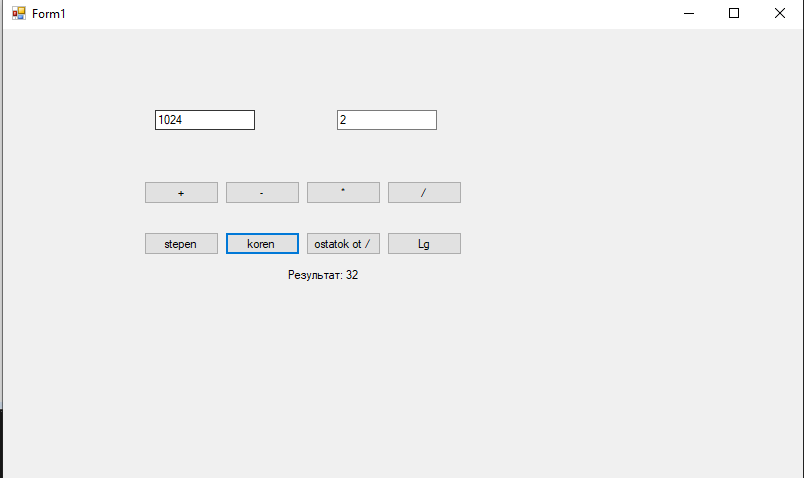 Form1
1024 2
+ - * /
stepen koren ostatok ot / Lg
Результат: 32